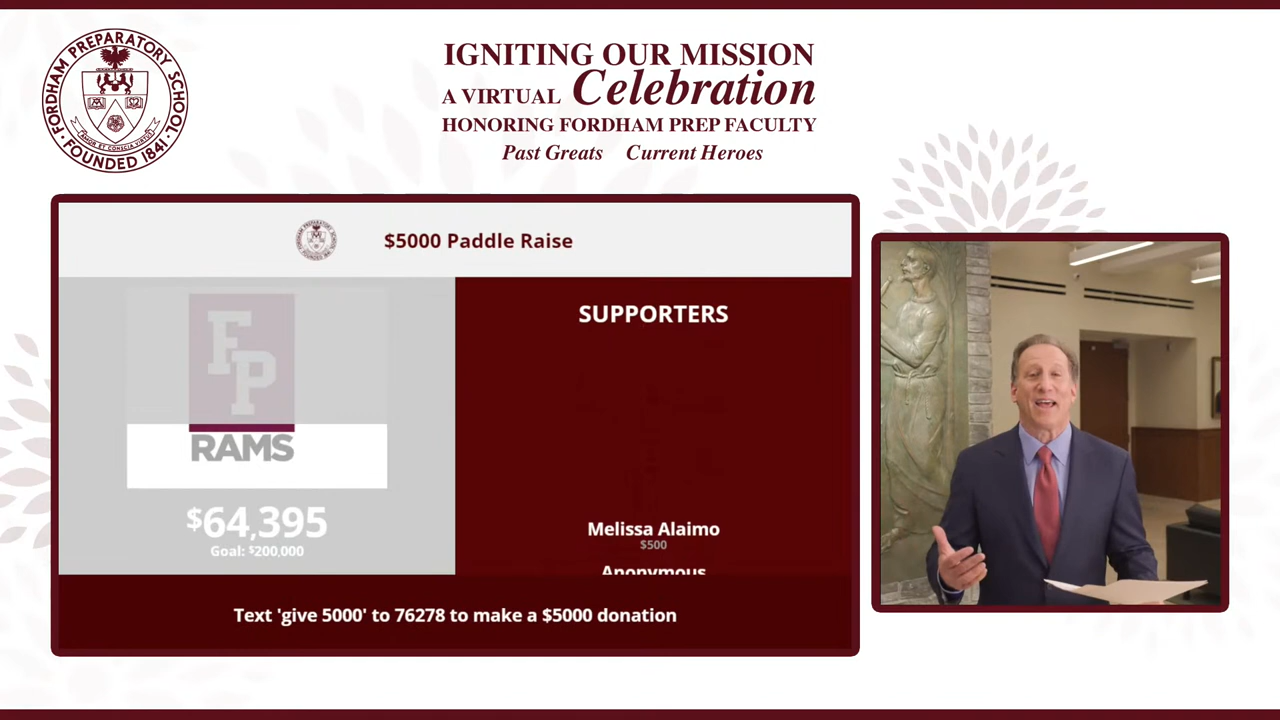 FORDHAM PREPARATORY SCHOOL
FOUNDED 1841
IGNITING OUR MISSION
A VIRTUAL Celebration
HONORING FORDHAM PREP FACULTY
Past Greats Current Heroes
$5000 Paddle Raise
FP
RAMS
$64,395
Goal: $200,000
SUPPORTERS
Melissa Alaimo
$500
Anonymous
Text 'give 5000' to 76278 to make a $5000 donation